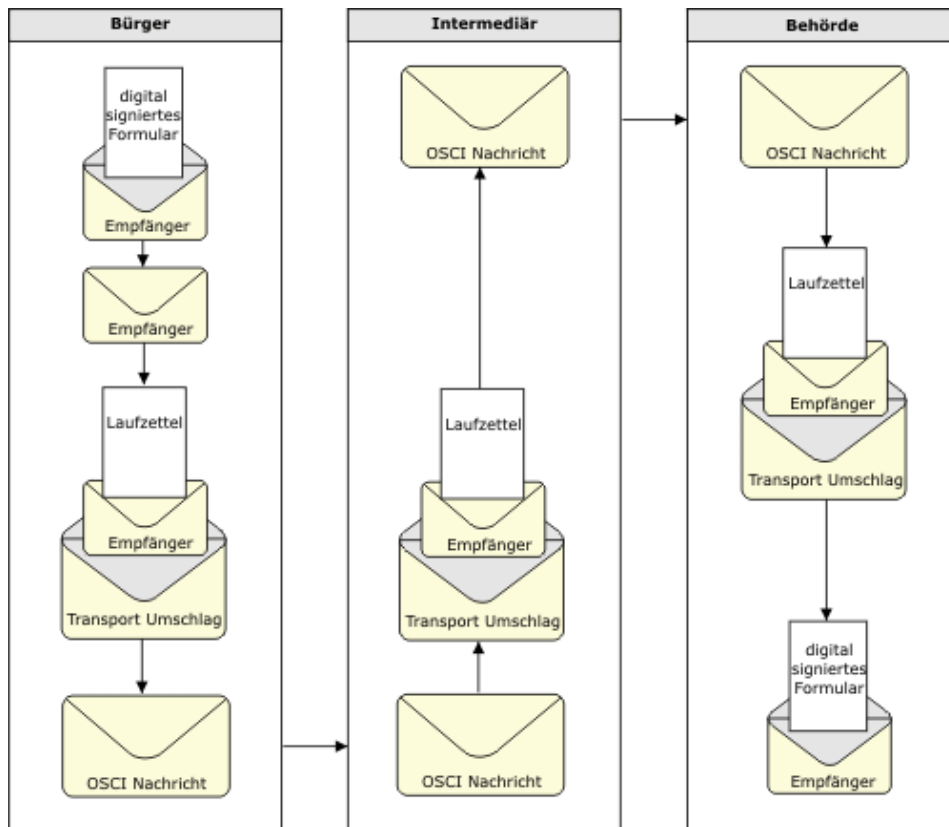 Bürger
digital
signiertes
Formular
Empfänger
Empfänger
Laufzettel
Empfänger
Transport Umschlag
OSCI Nachricht
Intermediär
OSCI Nachricht
Laufzettel
Empfänger
Transport Umschlag
OSCI Nachricht
Behörde
OSCI Nachricht
Laufzettel
Empfänger
Transport Umschlag
digital
signiertes
Formular
Empfänger